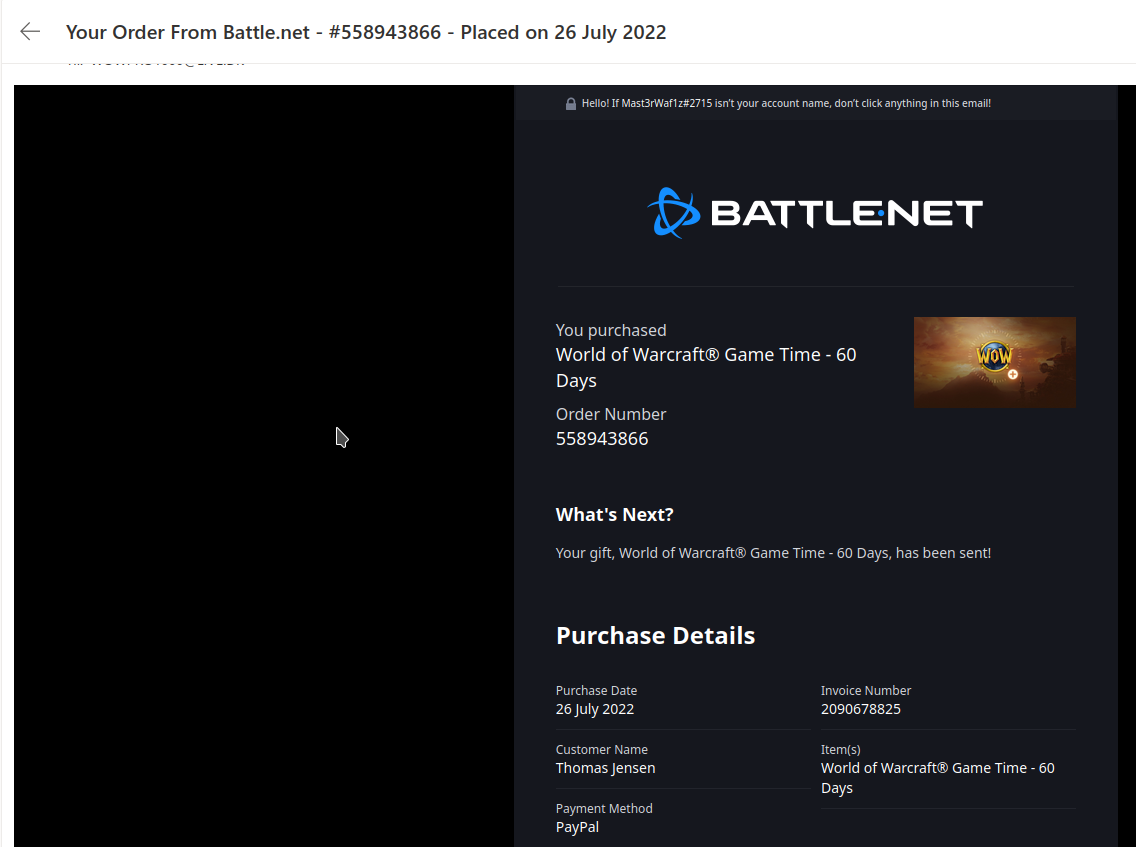 Your Order From Battle.net - #558943866 - Placed on 26 July 2022
Hello! If Mast3rWaf1z#2715 isn't your account name, don't click anything in this email!
BATTLE.NET
You purchased
World of Warcraft® Game Time - 60
Days
WOW
Order Number
558943866
What's Next?
Your gift, World of Warcraft® Game Time - 60 Days, has been sent!
Purchase Details
Purchase Date
26 July 2022
Invoice Number
2090678825
Customer Name
Thomas Jensen
Item(s)
World of Warcraft® Game Time - 60
Days
Payment Method
PayPal